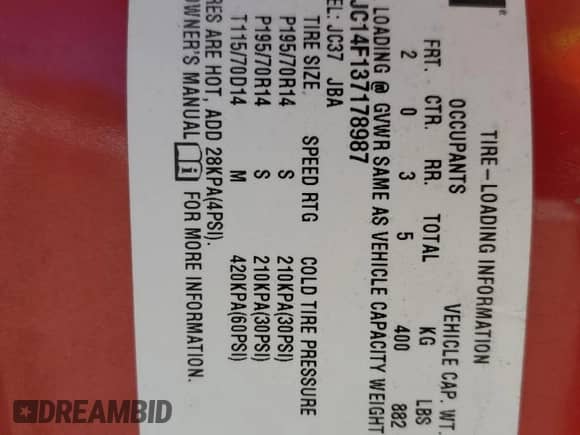 TIRE-LOADING INFORMATION
OCCUPANTS VEHICLE CAP. WT.
FRT. CTR. RR. TOTAL KG LBS
2 0 3 5 400 882
LOADING @ GVWR SAME AS VEHICLE CAPACITY WEIGHT
JC14F137178987
EL: JC37 JBA
TIRE SIZE SPEED RTG COLD TIRE PRESSURE
P195/70R14 S 210KPA(30PSI)
P195/70R14 S 210KPA(30PSI)
T115/70D14 M 420KPA(60PSI)
RES ARE HOT, ADD 28KPA(4PSI).
OWNER'S MANUAL FOR MORE INFORMATION.
DREAMBID